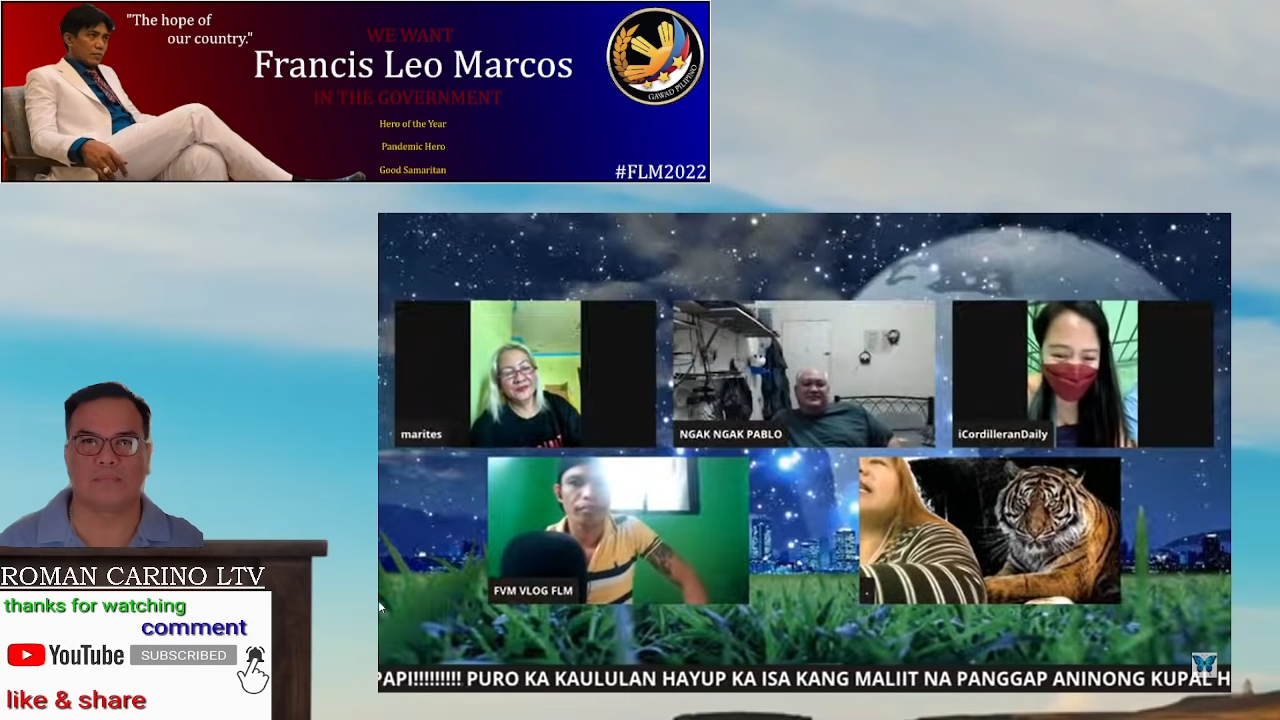 "The hope of
our country."
WE WANT
Francis Leo Marcos
IN THE GOVERNMENT
Hero of the Year
Pandemic Hero
Good Samaritan
#FLM2022
GAWAD PILIPINO
marites
NGAK NGAK PABLO
iCordilleranDaily
FVM VLOG FLM
PAPI!!!!!!!!! PURO KA KAULULAN HAYUP KA ISA KANG MALIIT NA PANGGAP ANINONG KUPAL H
ROMAN CARINO LTV
thanks for watching
comment
YouTube SUBSCRIBED
like & share